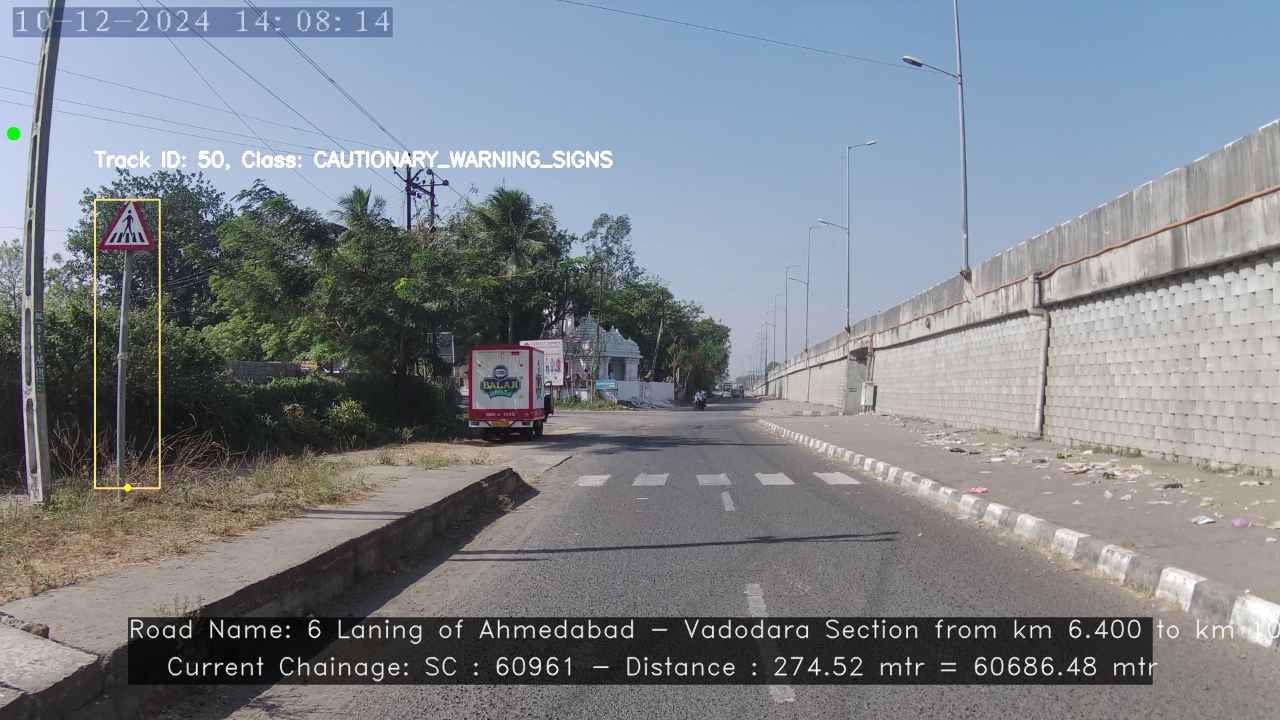 10-12-2024 14:08:14
Track ID: 50, Class: CAUTIONARY_WARNING_SIGNS
BALAJI
Road Name: 6 Laning of Ahmedabad - Vadodara Section from km 6.400 to km 10
Current Chainage: SC : 60961 - Distance : 274.52 mtr = 60686.48 mtr